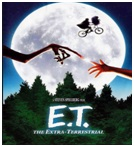 E.T.
THE EXTRA-TERRESTRIAL